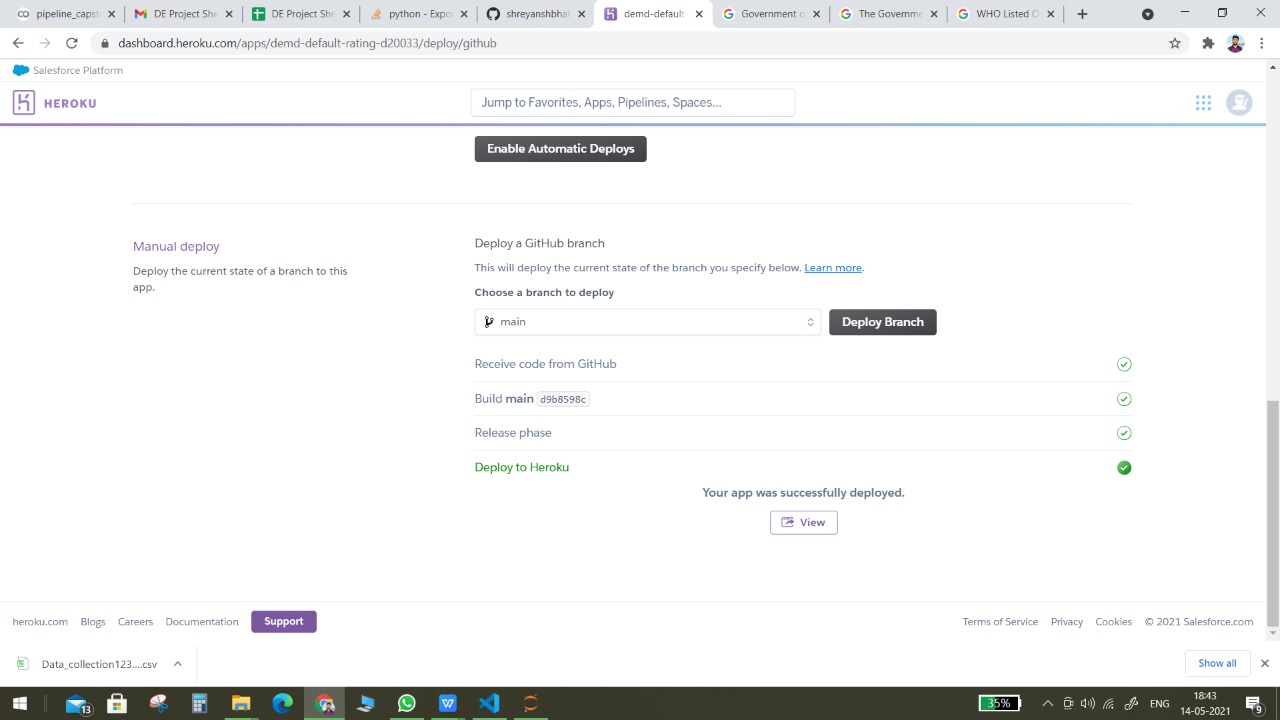 pipeline_capst
M DE Project She
DE Project She
python - Expo
shreyanshbha
demd-default-
Government o
The Governme
WHO Listed C
dashboard.heroku.com/apps/demd-default-rating-d20033/deploy/github
Salesforce Platform
HEROKU
Jump to Favorites, Apps, Pipelines, Spaces...
Enable Automatic Deploys
Manual deploy
Deploy the current state of a branch to this
app.
Deploy a GitHub branch
This will deploy the current state of the branch you specify below. Learn more.
Choose a branch to deploy
main
Deploy Branch
Receive code from GitHub
Build main d9b8598c
Release phase
Deploy to Heroku
Your app was successfully deployed.
View
heroku.com Blogs Careers Documentation Support
Terms of Service Privacy Cookies © 2021 Salesforce.com
Data_collection123....csv
Show all
13
35%
ENG
18:43
14-05-2021
9